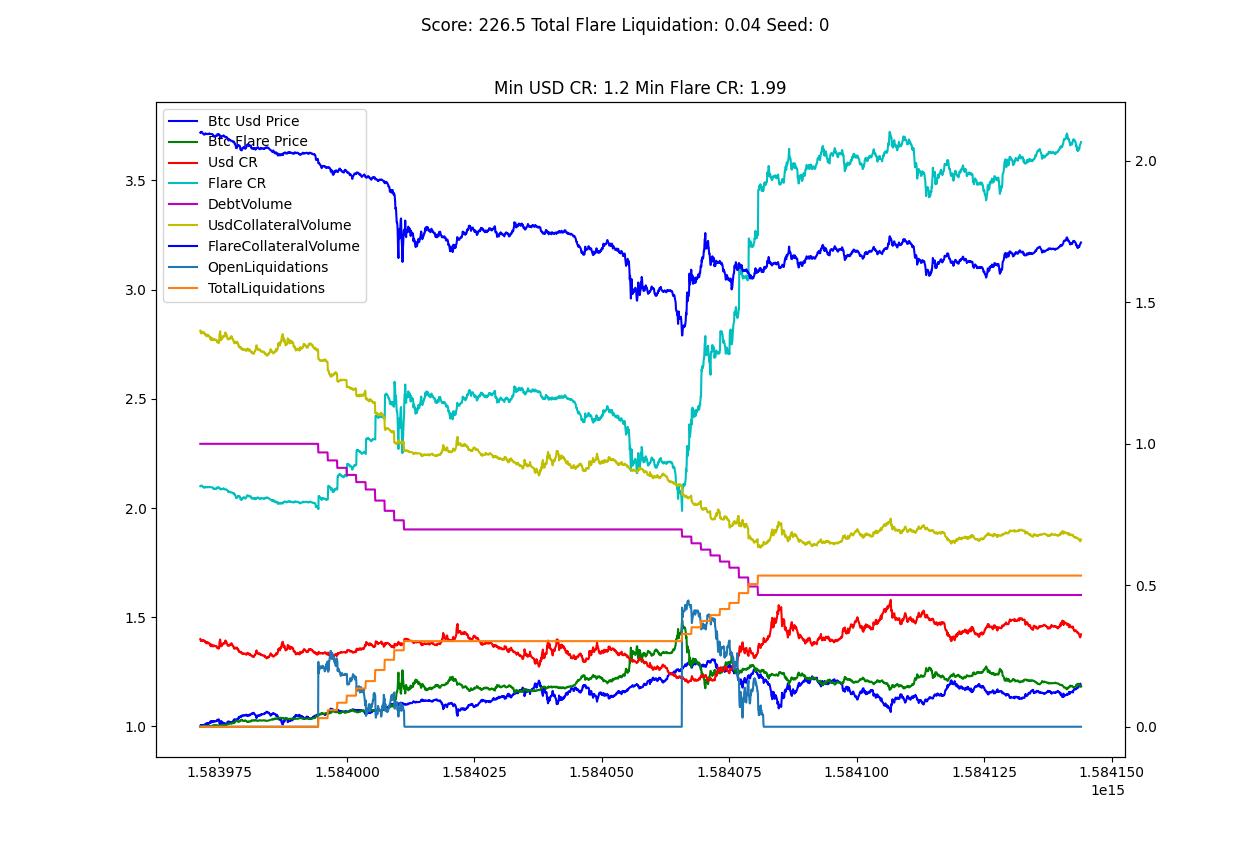 Score: 226.5 Total Flare Liquidation: 0.04 Seed: 0
Min USD CR: 1.2 Min Flare CR: 1.99
Btc Usd Price
Btc Flare Price
Usd CR
Flare CR
DebtVolume
UsdCollateralVolume
FlareCollateralVolume
OpenLiquidations
TotalLiquidations
3.5
3.0
2.5
2.0
1.5
1.0
2.0
1.5
1.0
0.5
0.0
1.583975 1.584000 1.584025 1.584050 1.584075 1.584100 1.584125 1.584150
1e15